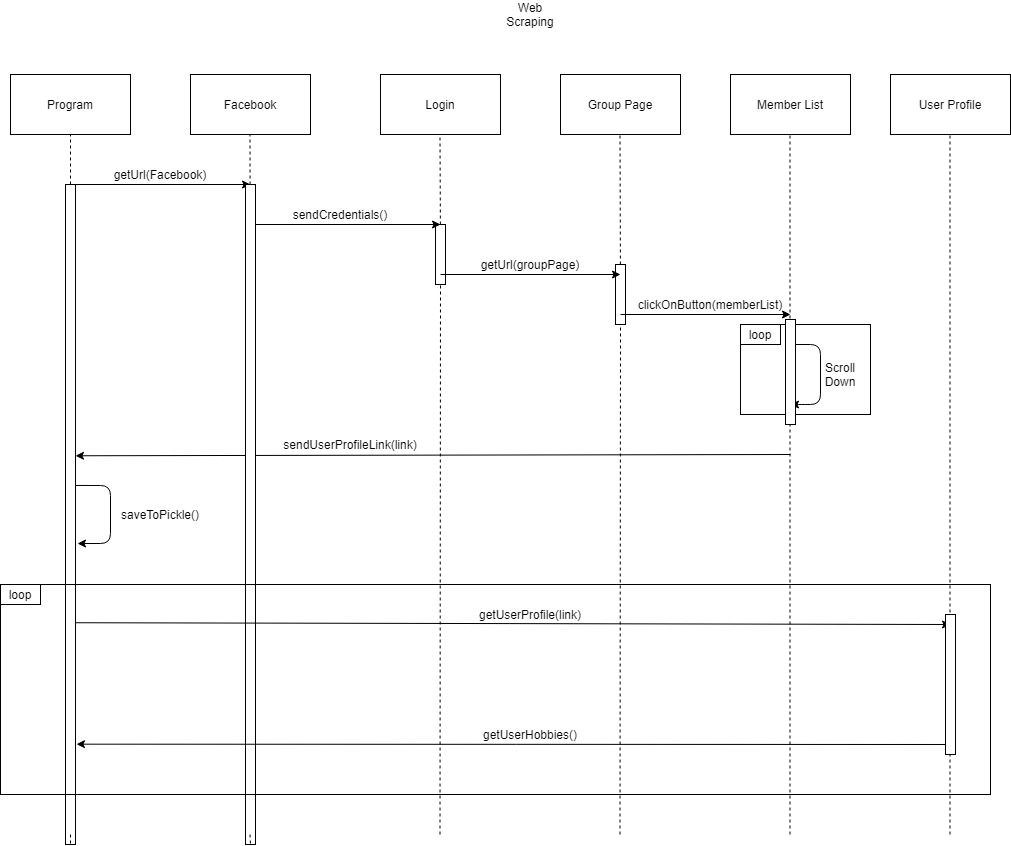 Web
Scraping
Program
Facebook
Login
Group Page
Member List
User Profile
getUrl(Facebook)
sendCredentials()
getUrl(groupPage)
clickOnButton(memberList)
loop
Scroll
Down
sendUserProfileLink(link)
saveToPickle()
loop
getUserProfile(link)
getUserHobbies()